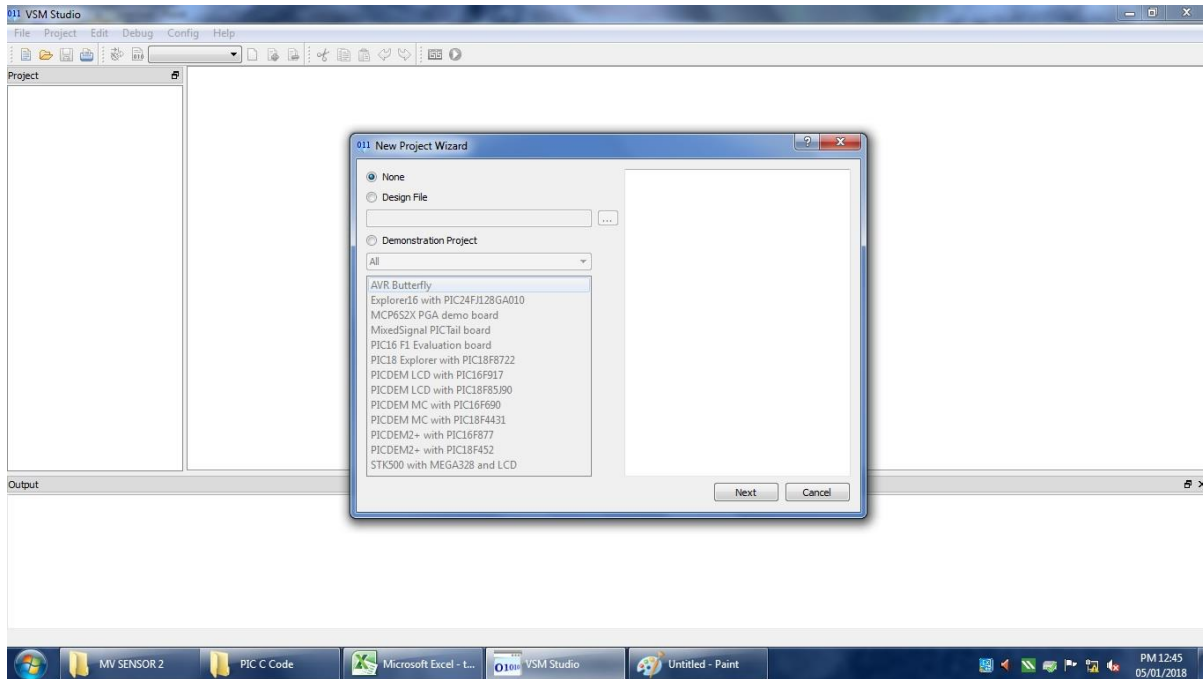 011 VSM Studio
File Project Edit Debug Config Help
Project
Output
011 New Project Wizard
None
Design File
...
Demonstration Project
All
AVR Butterfly
Explorer16 with PIC24FJ128GA010
MCP6S2X PGA demo board
MixedSignal PICTail board
PIC16 F1 Evaluation board
PIC18 Explorer with PIC18F8722
PICDEM LCD with PIC16F917
PICDEM LCD with PIC18F85J90
PICDEM MC with PIC16F690
PICDEM MC with PIC18F4431
PICDEM2+ with PIC16F877
PICDEM2+ with PIC18F452
STK500 with MEGA328 and LCD
Next Cancel
MV SENSOR 2 PIC C Code Microsoft Excel - t... VSM Studio Untitled - Paint PM 12:45
05/01/2018